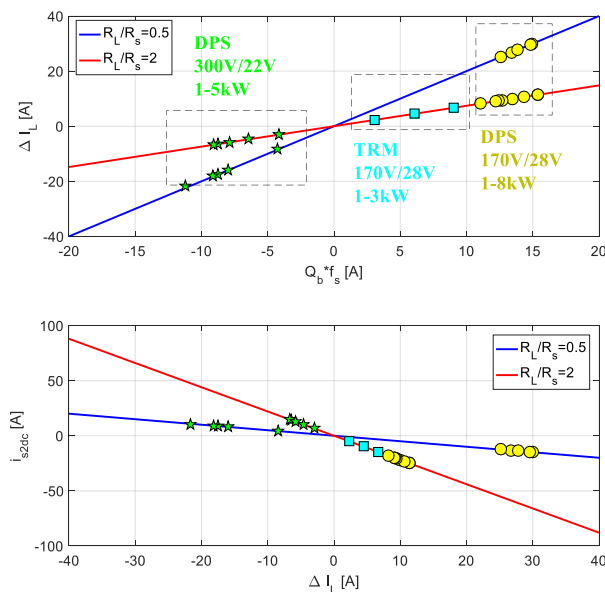 R_L/R_s=0.5
R_L/R_s=2
DPS
300V/22V
1-5kW
TRM
170V/28V
1-3kW
DPS
170V/28V
1-8kW
40
20
0
-20
-40
Δ I_L [A]
-20 -15 -10 -5 0 5 10 15 20
Q_b*f_s [A]
R_L/R_s=0.5
R_L/R_s=2
100
50
0
-50
-100
i_s2dc [A]
-40 -30 -20 -10 0 10 20 30 40
Δ I_L [A]